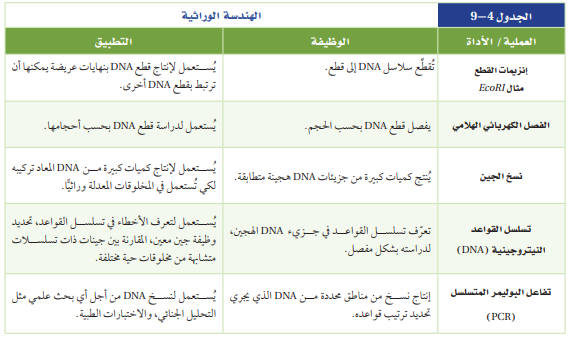 الجدول 4–9
الهندسة الوراثية
العملية / الأداة
الوظيفة
التطبيق
إنزيمات القطع
مثال EcoRI
تُقطِّع سلاسل DNA إلى قطع.
يُستعمل لإنتاج قطع DNA بنهايات عريضة يمكنها أن
ترتبط بقطع DNA أخرى.
الفصل الكهربائي الهلامي
يفصل قطع DNA بحسب الحجم.
يُستعمل لدراسة قطع DNA بحسب أحجامها.
نسخ الجين
يُنتج كميات كبيرة من جزيئات DNA هجينة متطابقة.
يُستعمل لإنتاج كميات كبيرة مـن DNA المعاد تركيبه
لكي تُستعمل في المخلوقات المعدلة وراثيًّا.
تسلسل القواعد
النيتروجينية (DNA)
تعرّف تسلسل القواعد في جزيء DNA الهجين،
لدراسته بشكل مفصل.
يُستعمل لتعرف الأخطاء في تسلسل القواعد، تحديد
وظيفة جين معين، المقارنة بين جينات ذات تسلسلات
متشابهة من مخلوقات حية مختلفة.
تفاعل البوليمر المتسلسل
(PCR)
إنتاج نسخ من مناطق محددة من DNA الذي يجري
تحديد ترتيب قواعده.
يُستعمل لنسخ DNA من أجل أي بحث علمي مثل
التحليل الجنائي، والاختبارات الطبية.